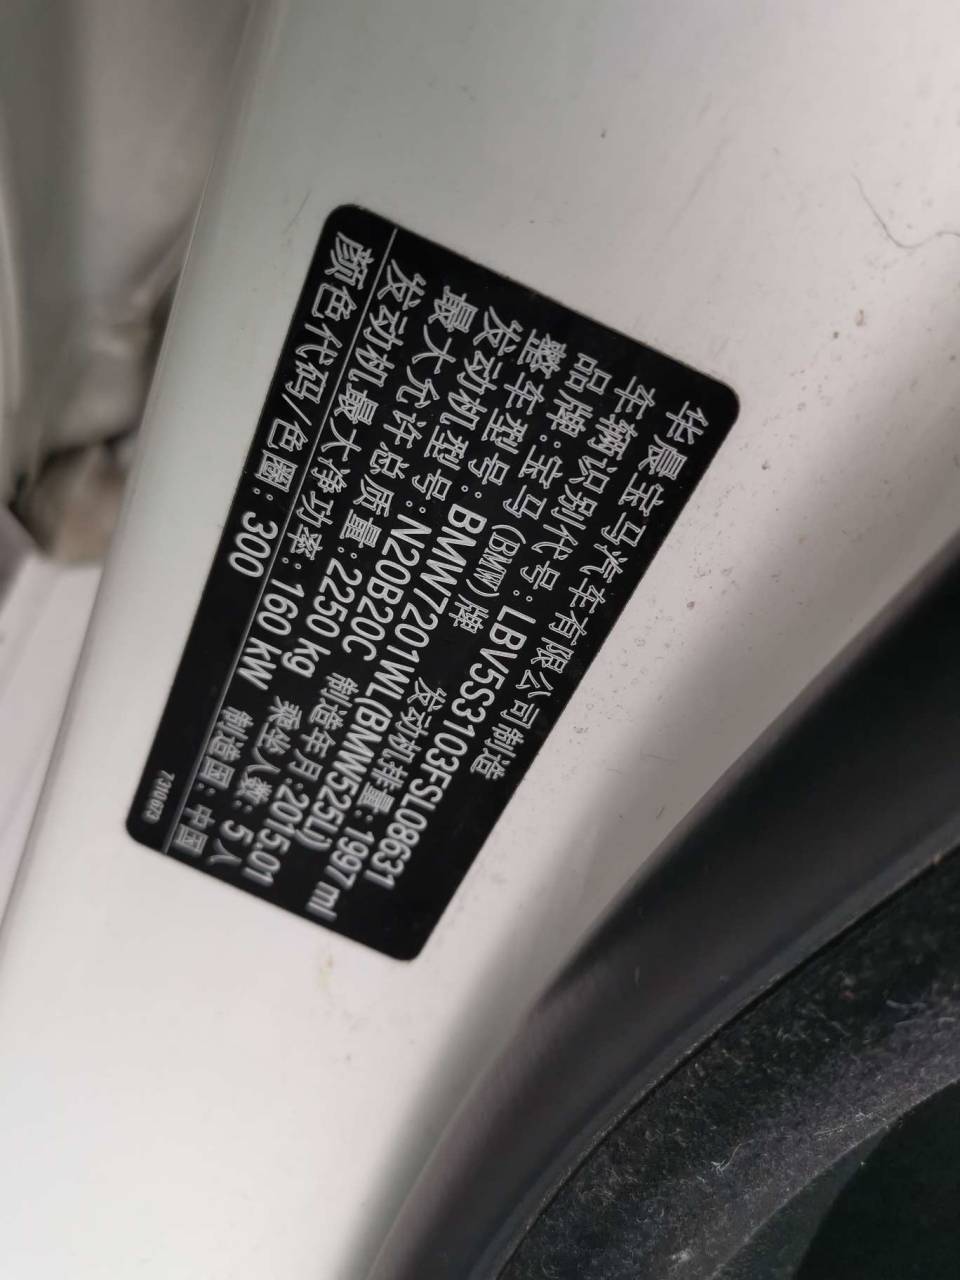 华晨宝马汽车有限公司制造
车辆识别代号:LBV5S3103FSL08631
品牌:宝马(BMW)牌 发动机排量:1997 ml
整车型号:BMW7201WL(BMW525Li)
发动机型号:N20B20C 制造年月:2015.01
最大允许总质量:2250 kg 乘坐人数: 5人
发动机最大净功率:160 kW 制造国:中国
颜色代码/色圈:300
7310673